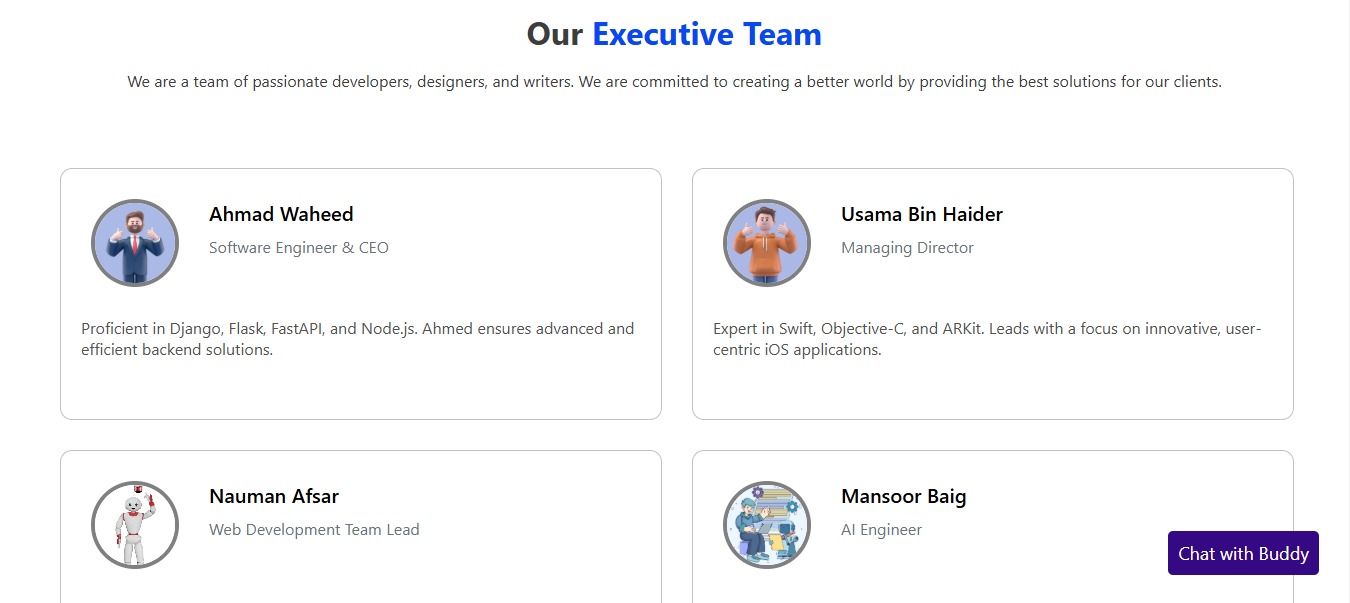 Our Executive Team
We are a team of passionate developers, designers, and writers. We are committed to creating a better world by providing the best solutions for our clients.
Ahmad Waheed
Software Engineer & CEO
Proficient in Django, Flask, FastAPI, and Node.js. Ahmed ensures advanced and
efficient backend solutions.
Usama Bin Haider
Managing Director
Expert in Swift, Objective-C, and ARKit. Leads with a focus on innovative, user-
centric iOS applications.
Nauman Afsar
Web Development Team Lead
Mansoor Baig
AI Engineer
Chat with Buddy